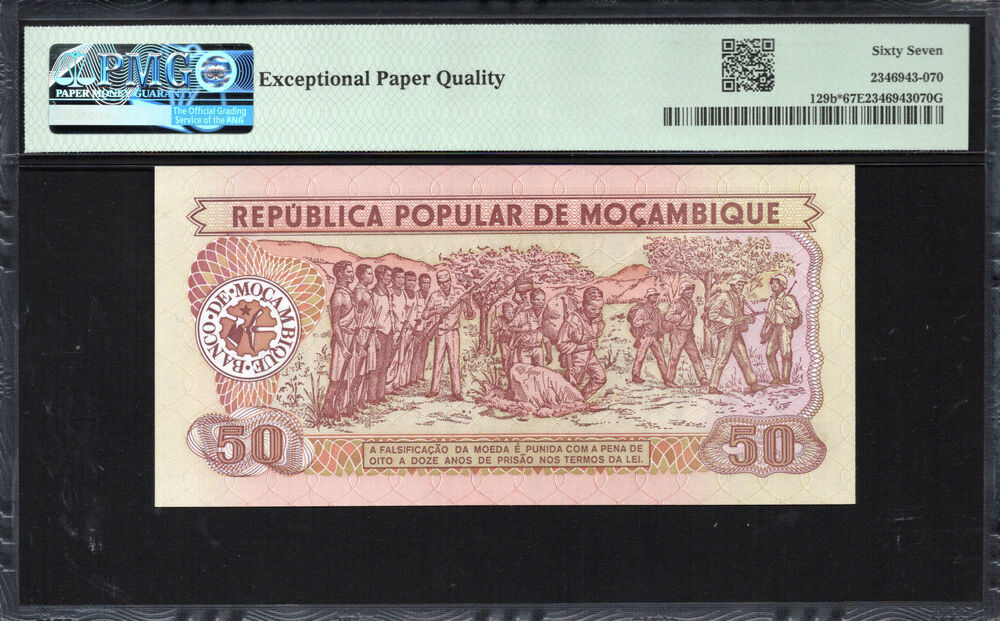 PMG
PAPER MONEY GUARANTY
The Official Grading
Service of the ANG
Exceptional Paper Quality
Sixty Seven
2346943-070
129b*67E2346943070G
REPÚBLICA POPULAR DE MOÇAMBIQUE
BANCO·DE·MOÇAMBIQUE·
50
50
A FALSIFICAÇÃO DA MOEDA É PUNIDA COM A PENA DE
OITO A DOZE ANOS DE PRISÃO NOS TERMOS DA LEI.